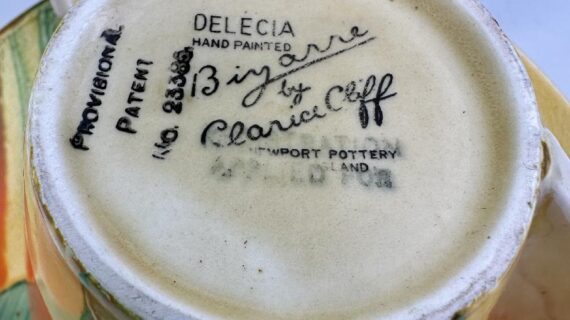 DELECIA
HAND PAINTED
Bizarre
by
Clarice Cliff
NEWPORT POTTERY
PROVISIONAL
PATENT
No. 23385